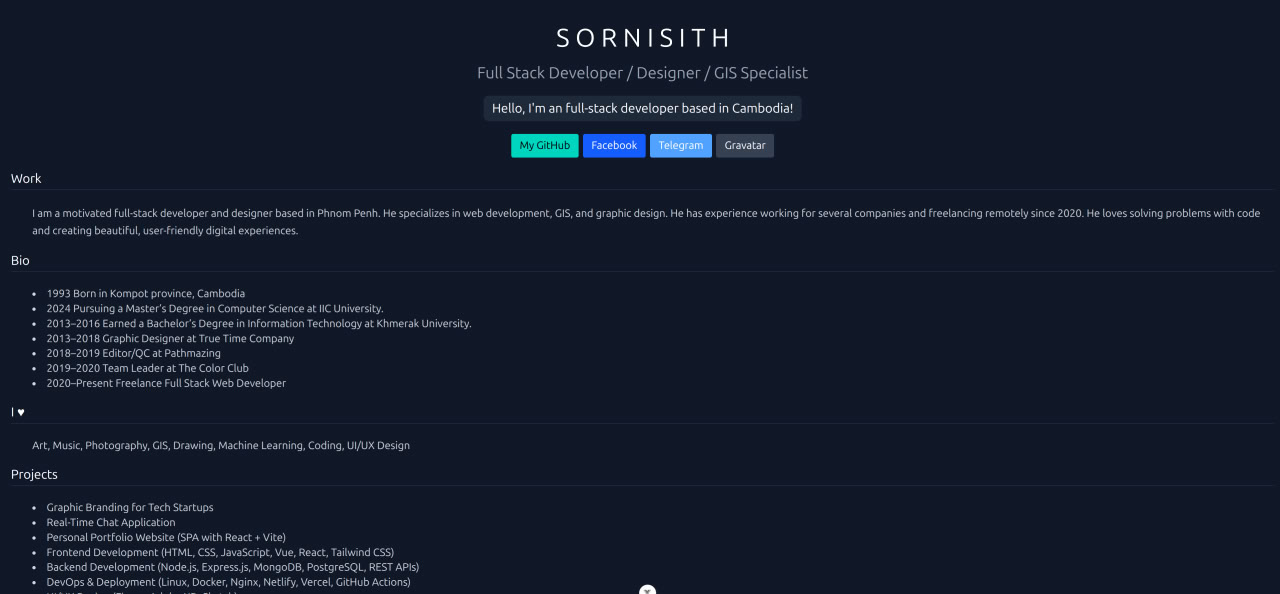 SORNISITH
Full Stack Developer / Designer / GIS Specialist
Hello, I'm an full-stack developer based in Cambodia!
My GitHub Facebook Telegram Gravatar
Work
I am a motivated full-stack developer and designer based in Phnom Penh. He specializes in web development, GIS, and graphic design. He has experience working for several companies and freelancing remotely since 2020. He loves solving problems with code
and creating beautiful, user-friendly digital experiences.
Bio
• 1993 Born in Kompot province, Cambodia
• 2024 Pursuing a Master's Degree in Computer Science at IIC University.
• 2013–2016 Earned a Bachelor's Degree in Information Technology at Khmerak University.
• 2013–2018 Graphic Designer at True Time Company
• 2018–2019 Editor/QC at Pathmazing
• 2019–2020 Team Leader at The Color Club
• 2020–Present Freelance Full Stack Web Developer
I ♥
Art, Music, Photography, GIS, Drawing, Machine Learning, Coding, UI/UX Design
Projects
• Graphic Branding for Tech Startups
• Real-Time Chat Application
• Personal Portfolio Website (SPA with React + Vite)
• Frontend Development (HTML, CSS, JavaScript, Vue, React, Tailwind CSS)
• Backend Development (Node.js, Express.js, MongoDB, PostgreSQL, REST APIs)
• DevOps & Deployment (Linux, Docker, Nginx, Netlify, Vercel, GitHub Actions)